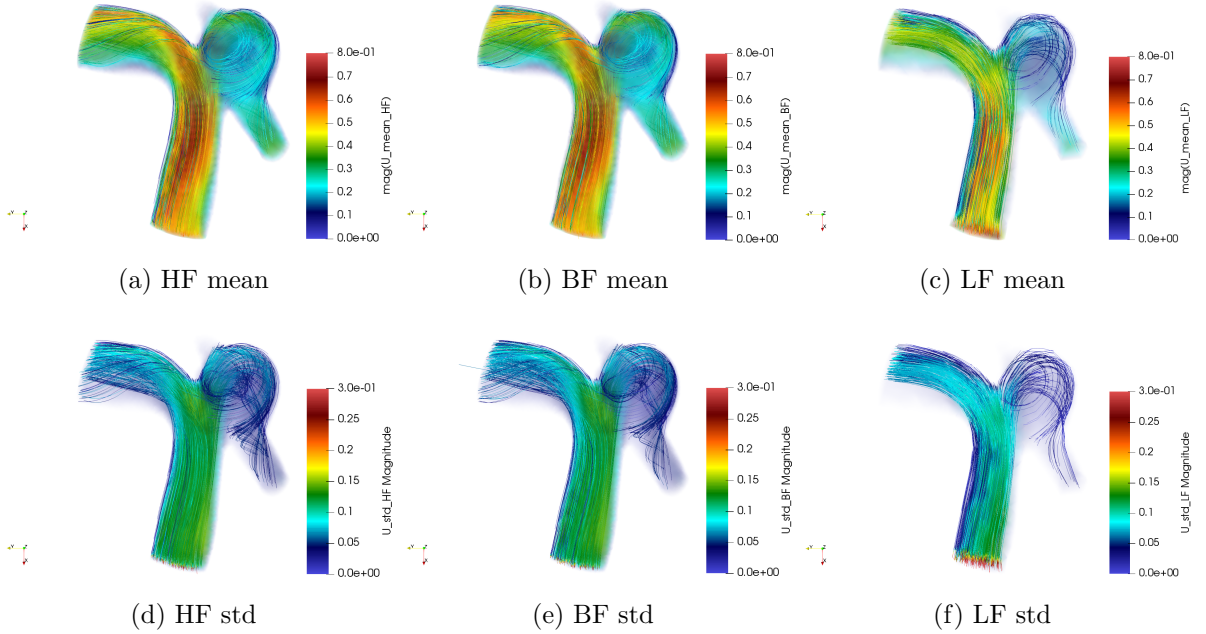 8.0e-01
0.7
0.6
0.5
0.4
0.3
0.2
0.1
0.0e+00
mag(U_mean_HF)
Y Z
X
(a) HF mean
8.0e-01
0.7
0.6
0.5
0.4
0.3
0.2
0.1
0.0e+00
mag(U_mean_BF)
Y Z
X
(b) BF mean
8.0e-01
0.7
0.6
0.5
0.4
0.3
0.2
0.1
0.0e+00
mag(U_mean_LF)
Y Z
X
(c) LF mean
3.0e-01
0.25
0.2
0.15
0.1
0.05
0.0e+00
U_std_HF Magnitude
Y Z
X
(d) HF std
3.0e-01
0.25
0.2
0.15
0.1
0.05
0.0e+00
U_std_BF Magnitude
Y Z
X
(e) BF std
3.0e-01
0.25
0.2
0.15
0.1
0.05
0.0e+00
U_std_LF Magnitude
Y Z
X
(f) LF std